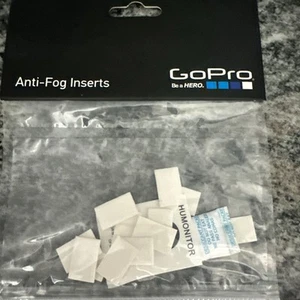 Anti-Fog Inserts
GoPro
Be a HERO.
HUMONITOR